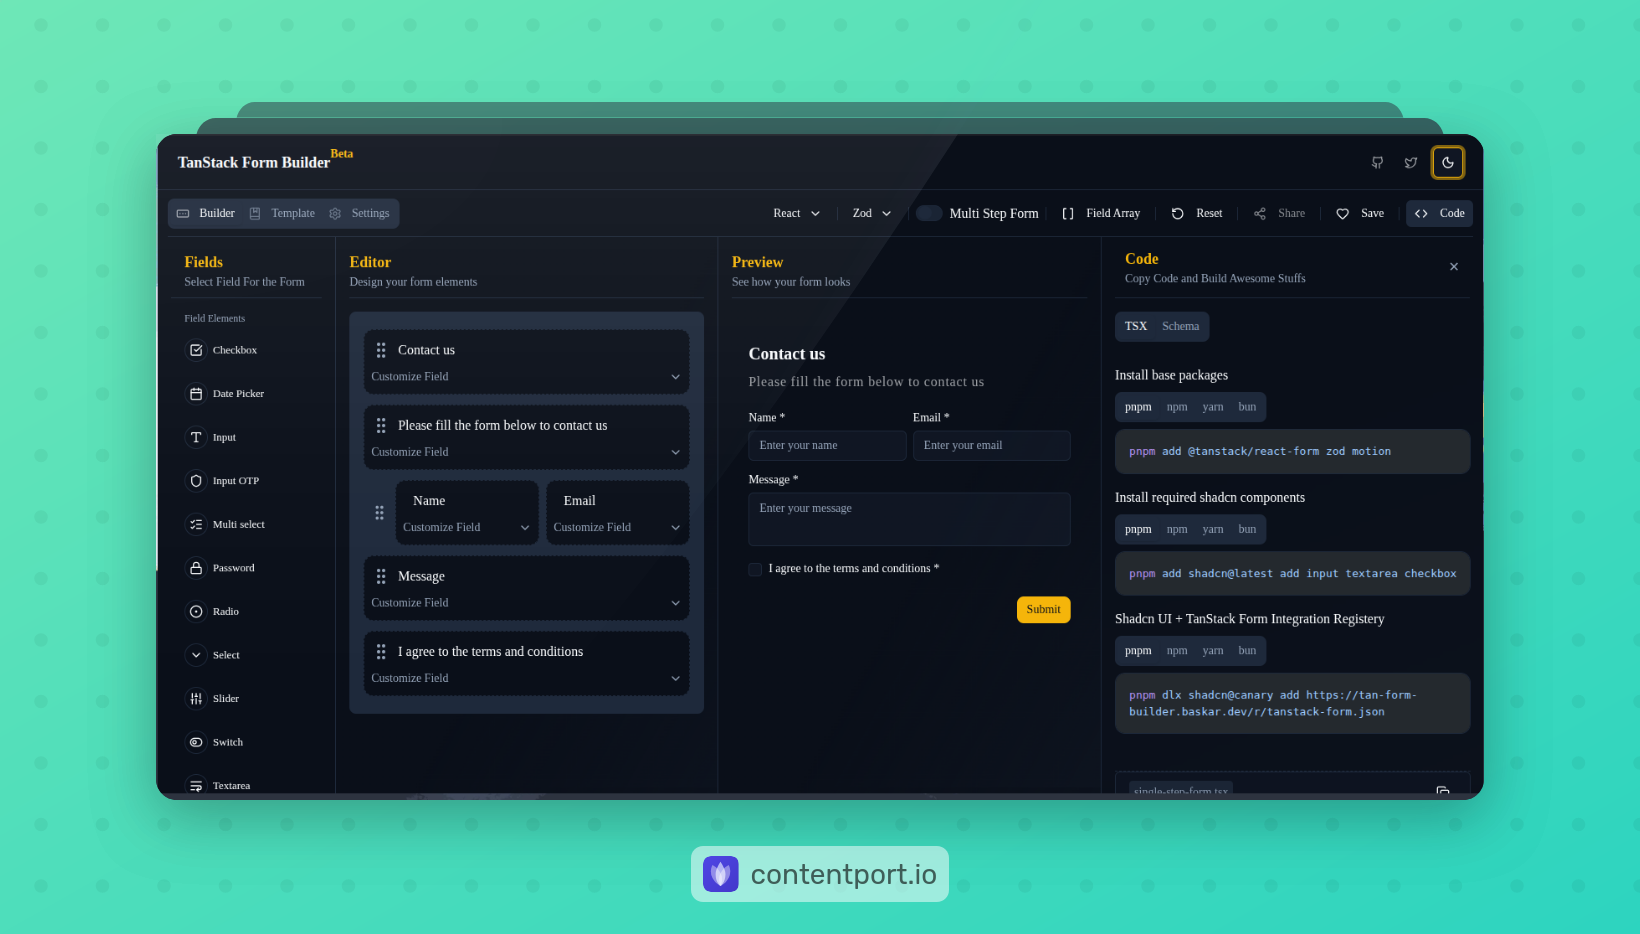 TanStack Form Builder Beta
Builder Template Settings
React Zod Multi Step Form Field Array Reset Share Save Code
Fields
Select Field For the Form
Field Elements
Checkbox
Date Picker
Input
Input OTP
Multi select
Password
Radio
Select
Slider
Switch
Textarea
Editor
Design your form elements
Contact us
Customize Field
Please fill the form below to contact us
Customize Field
Name Email
Customize Field Customize Field
Message
Customize Field
I agree to the terms and conditions
Customize Field
Preview
See how your form looks
Contact us
Please fill the form below to contact us
Name * Email *
Enter your name Enter your email
Message *
Enter your message
I agree to the terms and conditions *
Submit
Code
Copy Code and Build Awesome Stuffs
TSX Schema
Install base packages
pnpm npm yarn bun
pnpm add @tanstack/react-form zod motion
Install required shadcn components
pnpm npm yarn bun
pnpm add shadcn@latest add input textarea checkbox
Shadcn UI + TanStack Form Integration Registery
pnpm npm yarn bun
pnpm dlx shadcn@canary add https://tan-form-
builder.baskar.dev/r/tanstack-form.json
single-step-form.tsx
contentport.io